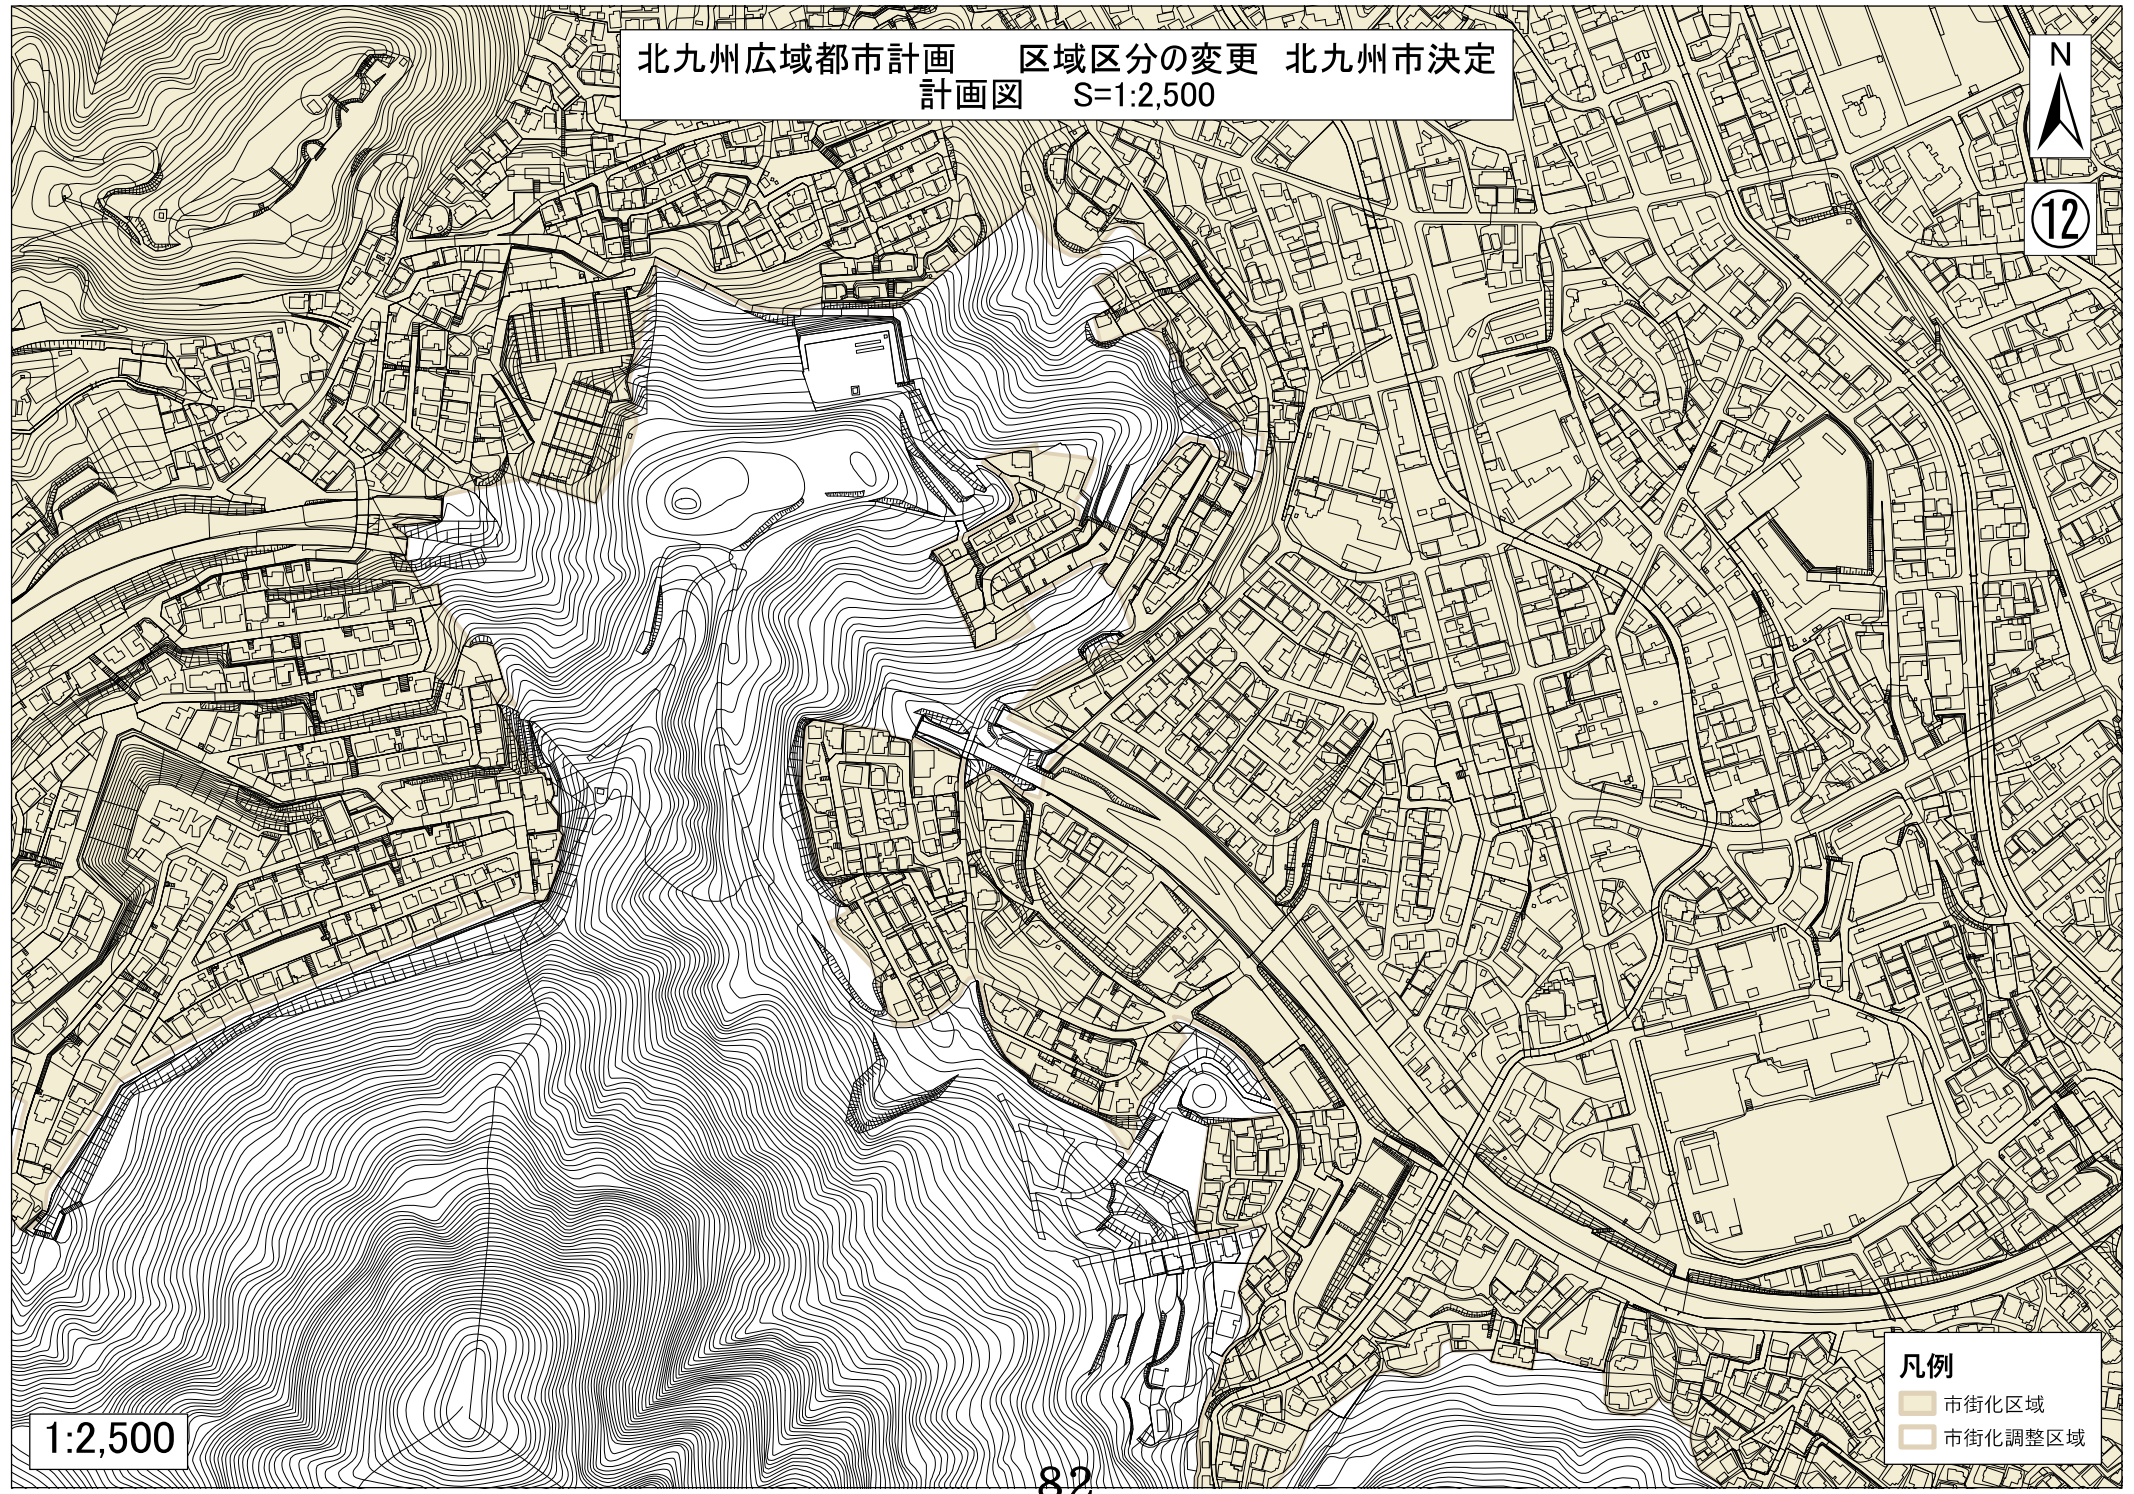 北九州広域都市計画　　区域区分の変更　北九州市決定
計画図　S=1:2,500
N
⑫
凡例
市街化区域
市街化調整区域
1:2,500
82